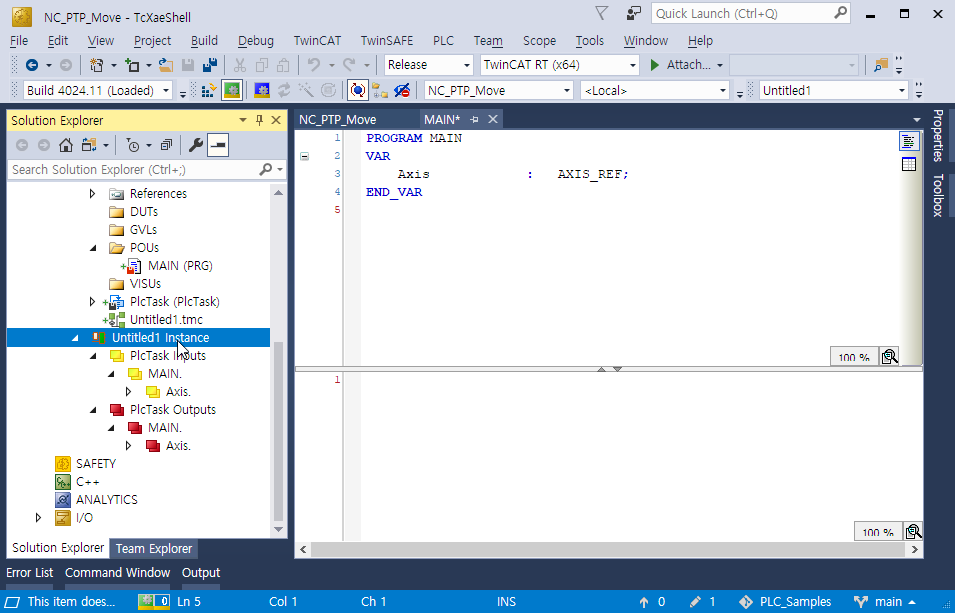 NC_PTP_Move - TcXaeShell
Quick Launch (Ctrl+Q)
File Edit View Project Build Debug TwinCAT TwinSAFE PLC Team Scope Tools Window Help
Release TwinCAT RT (x64) Attach...
Build 4024.11 (Loaded) NC_PTP_Move <Local> Untitled1
Solution Explorer
Search Solution Explorer (Ctrl+;)
References
DUTs
GVLs
POUs
MAIN (PRG)
VISUs
PlcTask (PlcTask)
Untitled1.tmc
Untitled1 Instance
PlcTask Inputs
MAIN.
Axis.
PlcTask Outputs
MAIN.
Axis.
SAFETY
C++
ANALYTICS
I/O
Solution Explorer Team Explorer
NC_PTP_Move MAIN*
1 PROGRAM MAIN
2 VAR
3 Axis : AXIS_REF;
4 END_VAR
5
100 %
1
100 %
Properties
Toolbox
Error List Command Window Output
This item does... 0 Ln 5 Col 1 Ch 1 INS 0 1 PLC_Samples main